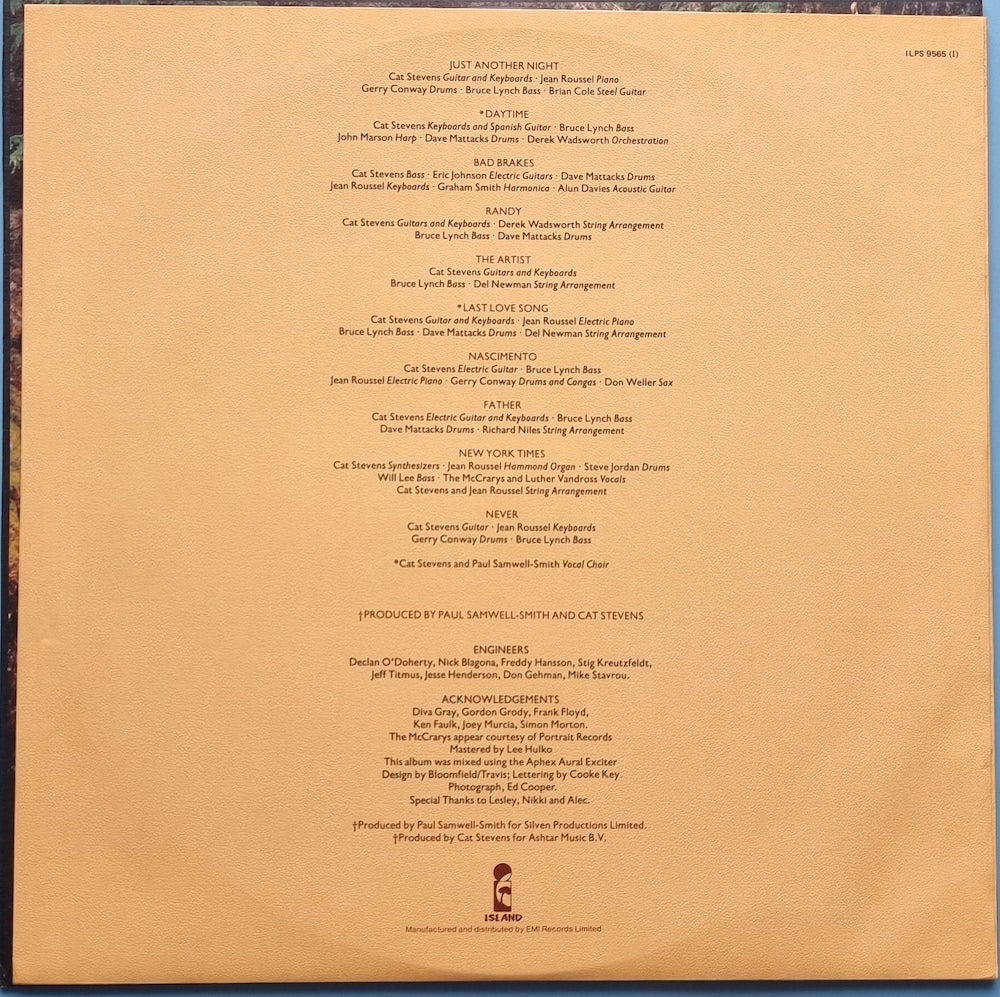 ILPS 9565 (I)
JUST ANOTHER NIGHT
Cat Stevens Guitar and Keyboards · Jean Roussel Piano
Gerry Conway Drums · Bruce Lynch Bass · Brian Cole Steel Guitar
*DAYTIME
Cat Stevens Keyboards and Spanish Guitar · Bruce Lynch Bass
John Marson Harp · Dave Mattacks Drums · Derek Wadsworth Orchestration
BAD BRAKES
Cat Stevens Bass · Eric Johnson Electric Guitars · Dave Mattacks Drums
Jean Roussel Keyboards · Graham Smith Harmonica · Alun Davies Acoustic Guitar
RANDY
Cat Stevens Guitars and Keyboards · Derek Wadsworth String Arrangement
Bruce Lynch Bass · Dave Mattacks Drums
THE ARTIST
Cat Stevens Guitars and Keyboards
Bruce Lynch Bass · Del Newman String Arrangement
*LAST LOVE SONG
Cat Stevens Guitar and Keyboards · Jean Roussel Electric Piano
Bruce Lynch Bass · Dave Mattacks Drums · Del Newman String Arrangement
NASCIMENTO
Cat Stevens Electric Guitar · Bruce Lynch Bass
Jean Roussel Electric Piano · Gerry Conway Drums and Congas · Don Weller Sax
FATHER
Cat Stevens Electric Guitar and Keyboards · Bruce Lynch Bass
Dave Mattacks Drums · Richard Niles String Arrangement
NEW YORK TIMES
Cat Stevens Synthesizers · Jean Roussel Hammond Organ · Steve Jordan Drums
Will Lee Bass · The McCrarys and Luther Vandross Vocals
Cat Stevens and Jean Roussel String Arrangement
NEVER
Cat Stevens Guitar · Jean Roussel Keyboards
Gerry Conway Drums · Bruce Lynch Bass
*Cat Stevens and Paul Samwell-Smith Vocal Choir
†PRODUCED BY PAUL SAMWELL-SMITH AND CAT STEVENS
ENGINEERS
Declan O'Doherty, Nick Blagona, Freddy Hansson, Stig Kreutzfeldt,
Jeff Titmus, Jesse Henderson, Don Gehman, Mike Stavrou.
ACKNOWLEDGEMENTS
Diva Gray, Gordon Grody, Frank Floyd,
Ken Faulk, Joey Murcia, Simon Morton.
The McCrarys appear courtesy of Portrait Records
Mastered by Lee Hulko
This album was mixed using the Aphex Aural Exciter
Design by Bloomfield/Travis; Lettering by Cooke Key.
Photograph, Ed Cooper.
Special Thanks to Lesley, Nikki and Alec.
†Produced by Paul Samwell-Smith for Silven Productions Limited.
†Produced by Cat Stevens for Ashtar Music B.V.
ISLAND
Manufactured and distributed by EMI Records Limited